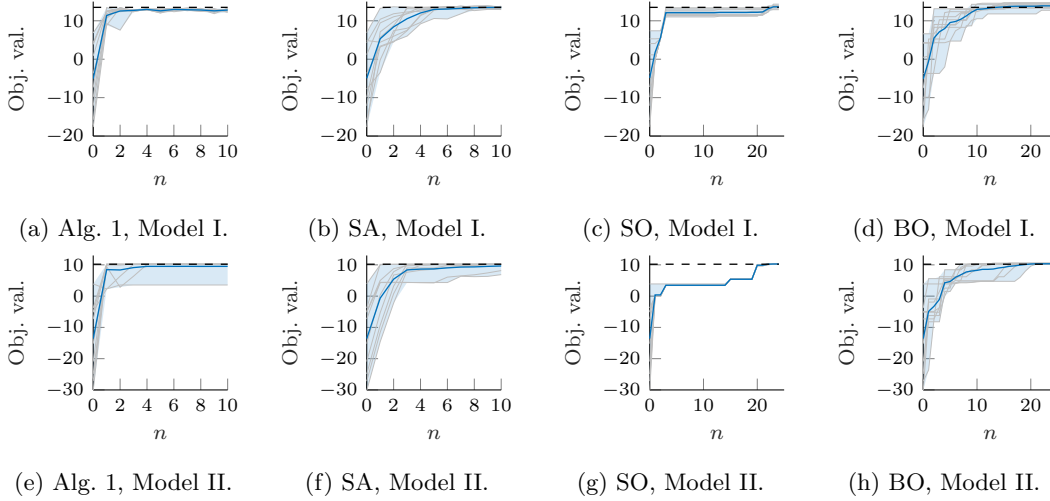 10
0
−10
−20
Obj. val.
0 2 4 6 8 10
n
(a) Alg. 1, Model I.
10
0
−10
−20
Obj. val.
0 2 4 6 8 10
n
(b) SA, Model I.
10
0
−10
−20
Obj. val.
0 10 20
n
(c) SO, Model I.
10
0
−10
−20
Obj. val.
0 10 20
n
(d) BO, Model I.
10
0
−10
−20
−30
Obj. val.
0 2 4 6 8 10
n
(e) Alg. 1, Model II.
10
0
−10
−20
−30
Obj. val.
0 2 4 6 8 10
n
(f) SA, Model II.
10
0
−10
−20
−30
Obj. val.
0 10 20
n
(g) SO, Model II.
10
0
−10
−20
−30
Obj. val.
0 10 20
n
(h) BO, Model II.